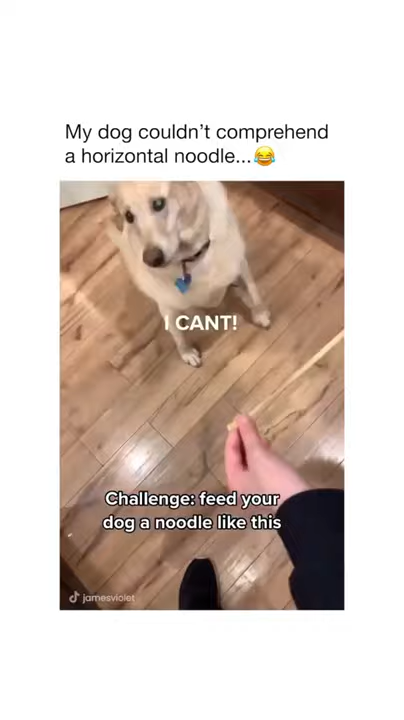 My dog couldn’t comprehend
a horizontal noodle...😂
I CANT!
Challenge: feed your
dog a noodle like this
jamesviolet